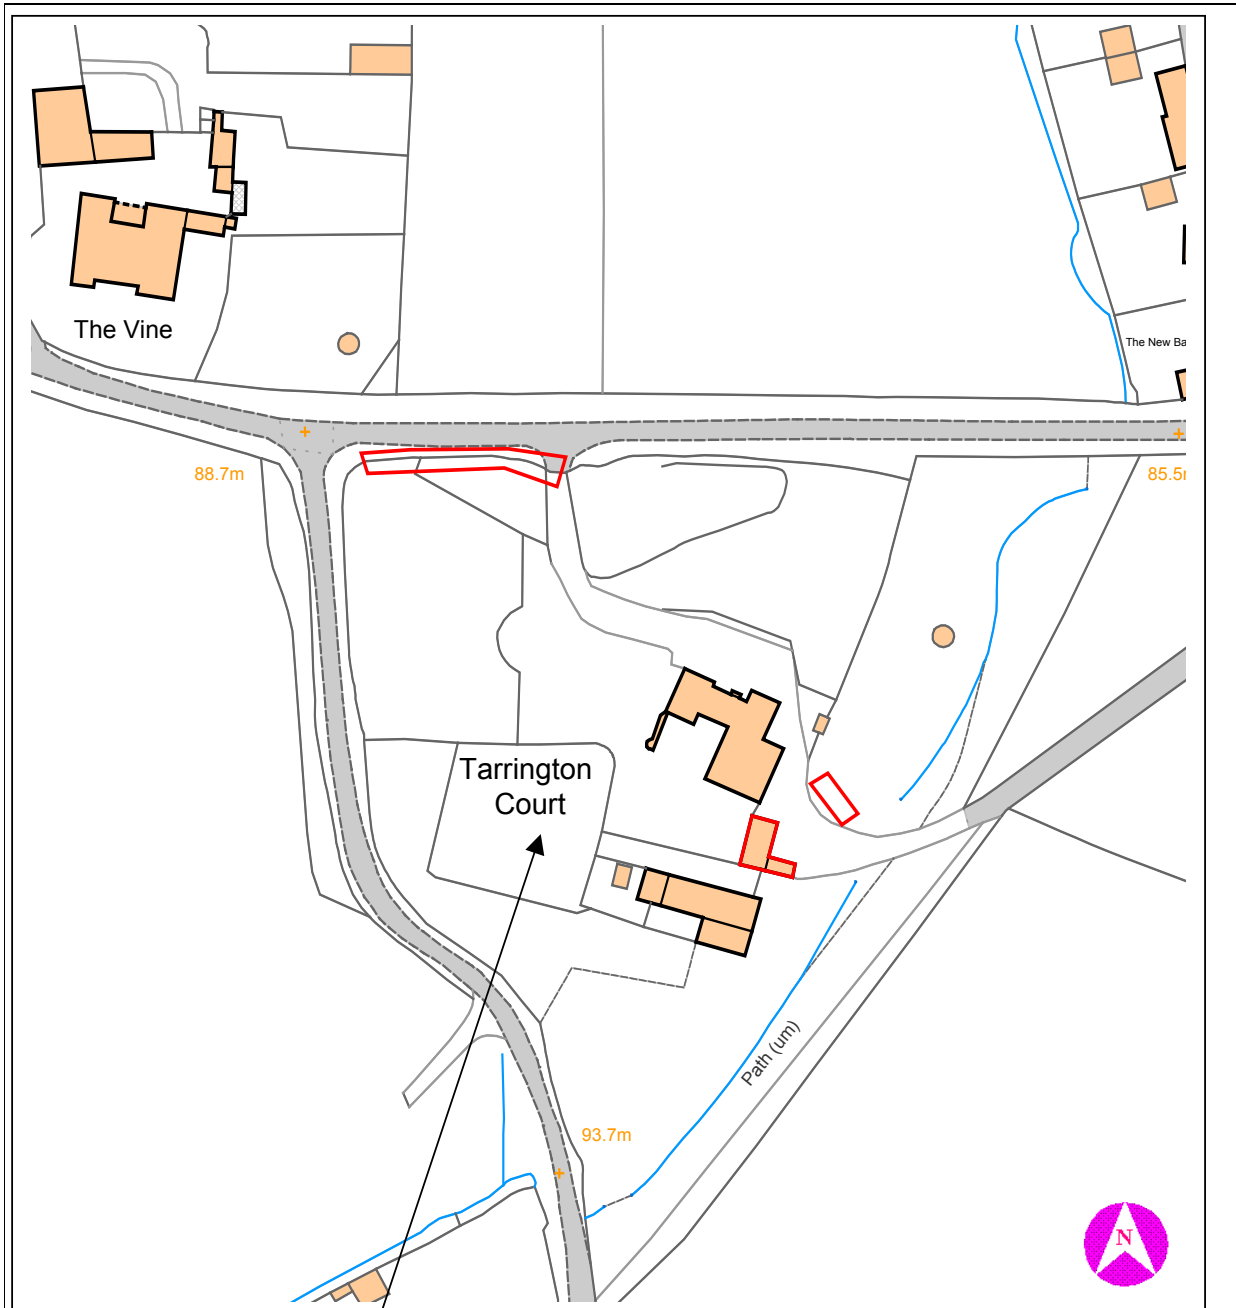 The Vine
The New Ba
88.7m
85.5
Tarrington
Court
Path (um)
93.7m
N